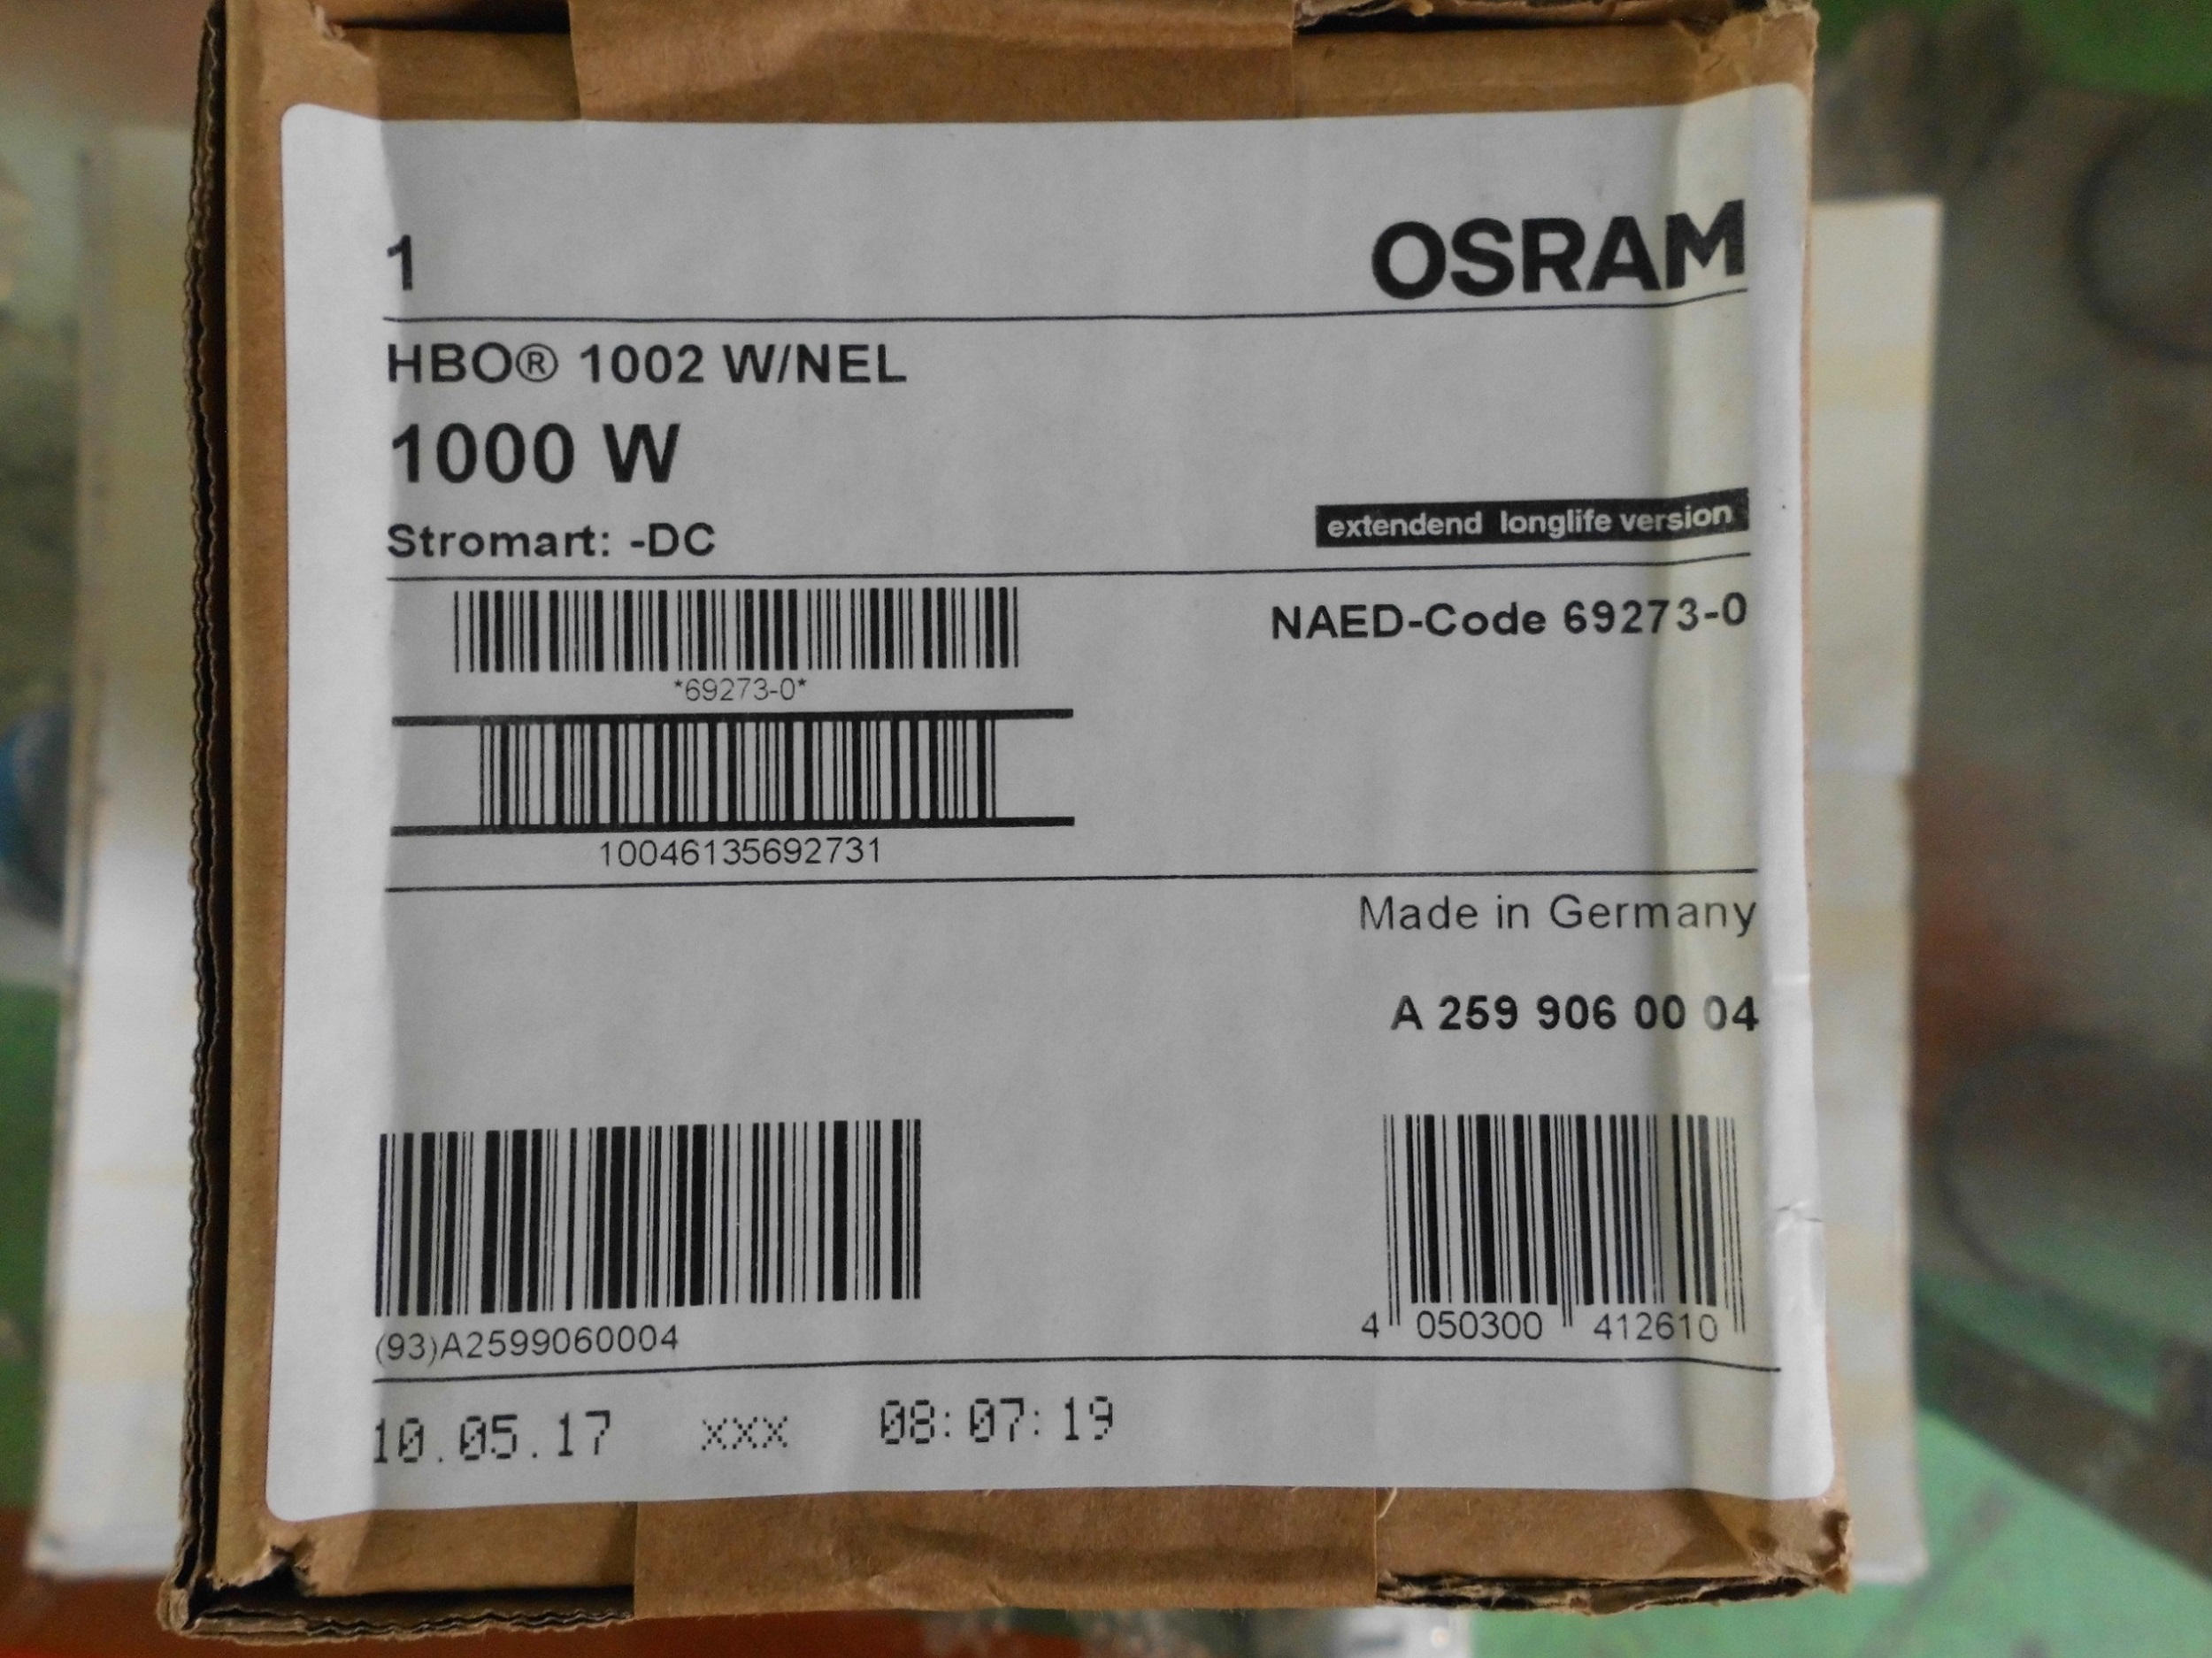 1
OSRAM
HBO® 1002 W/NEL
1000 W
Stromart: -DC
extendend longlife version
NAED-Code 69273-0
*69273-0*
10046135692731
Made in Germany
A 259 906 00 04
(93)A2599060004
4 050300 412610
10.05.17 xxx 08:07:19